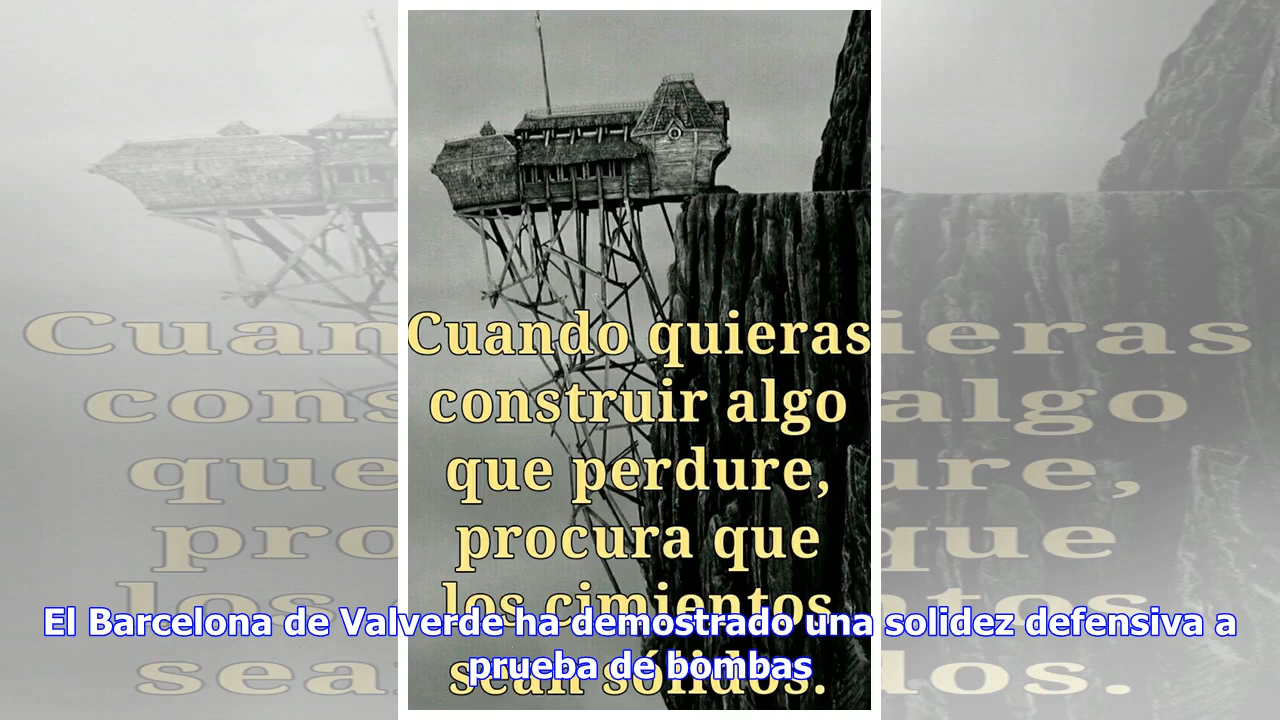 Cuando quieras
construir algo
que perdure,
procura que
los cimientos
sean sólidos.
El Barcelona de Valverde ha demostrado una solidez defensiva a
prueba de bombas